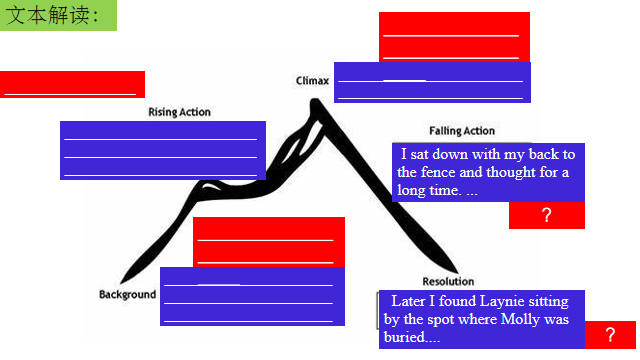 文本解读：
Climax
Rising Action
Falling Action
I sat down with my back to
the fence and thought for a
long time. ...
?
Background
Resolution
Later I found Laynie sitting
by the spot where Molly was
buried....
?